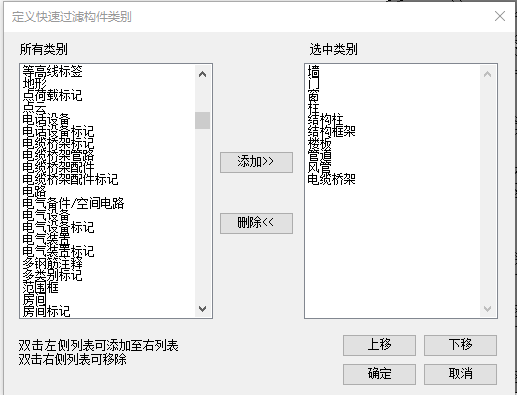 定义快速过滤构件类别
所有类别
选中类别
等高线标签
地形
点荷载标记
点云
电话设备
电话设备标记
电缆桥架标记
电缆桥架管路
电缆桥架配件
电缆桥架配件标记
电路
电气备件/空间电路
电气设备
电气设备标记
电气装置
电气装置标记
多钢筋注释
多类别标记
范围框
房间
房间标记
添加>>
删除<<
墙
门
窗
柱
结构柱
结构框架
楼板
管道
风管
电缆桥架
双击左侧列表可添加至右列表
双击右侧列表可移除
上移
下移
确定
取消